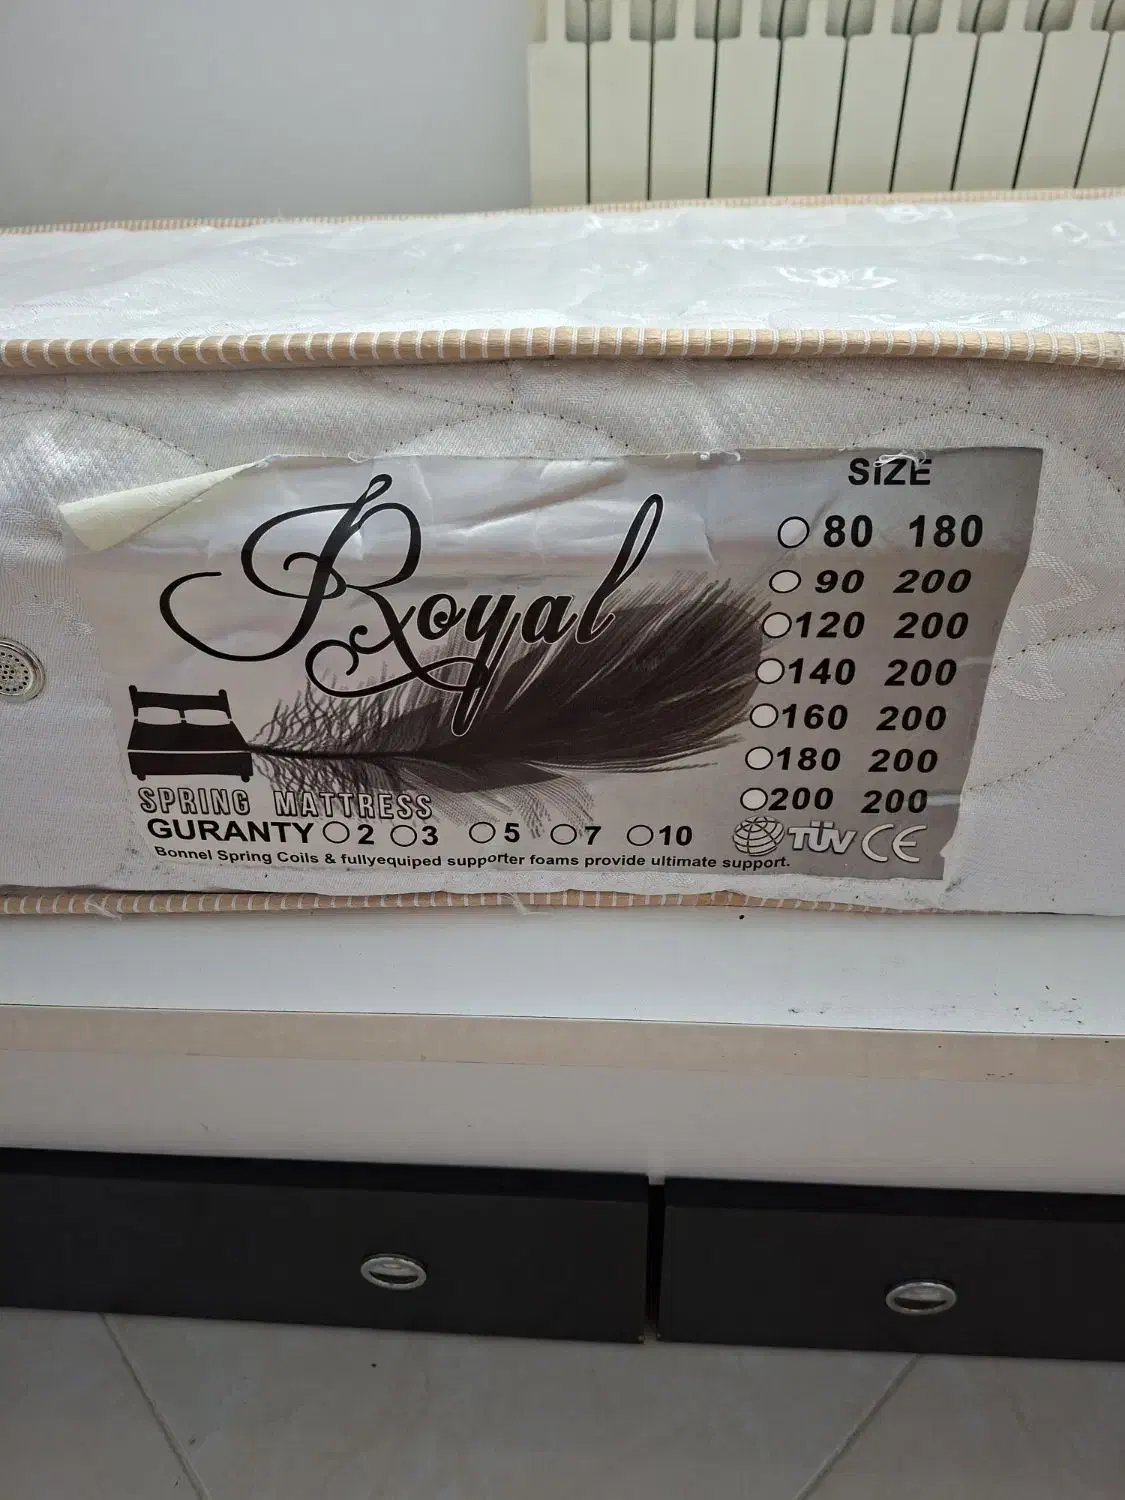 Royal
SPRING MATTRESS
GURANTY 2 3 5 7 10
Bonnel Spring Coils & fullyequiped supporter foams provide ultimate support.
SIZE
80 180
90 200
120 200
140 200
160 200
180 200
200 200
TÜV CE